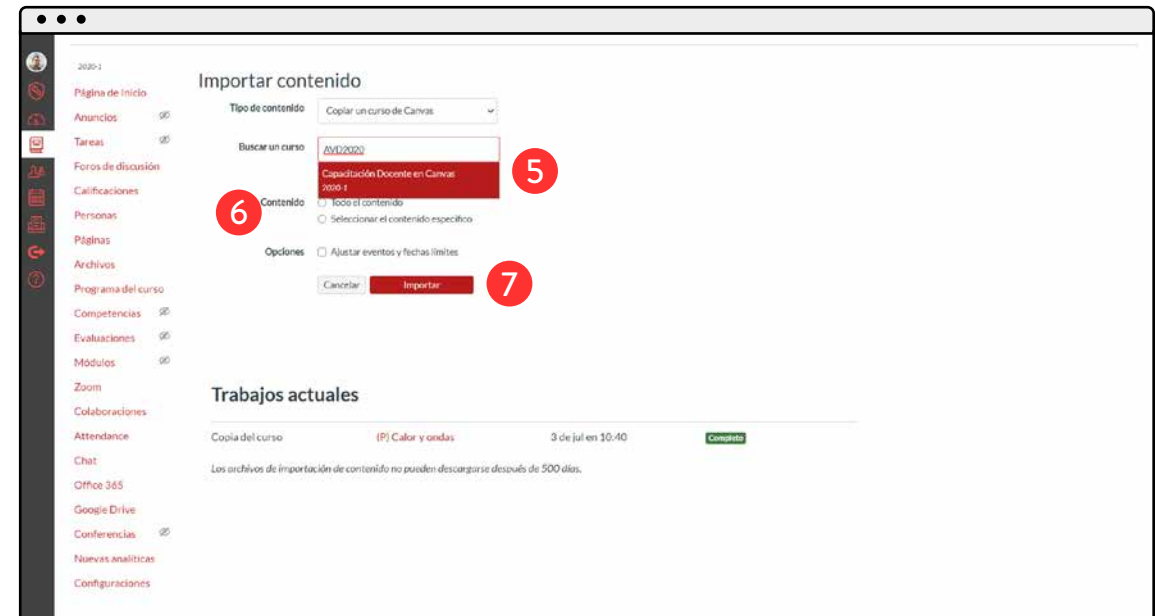 2020-1
Página de Inicio
Anuncios
Tareas
Foros de discusión
Calificaciones
Personas
Páginas
Archivos
Programa del curso
Competencias
Evaluaciones
Módulos
Zoom
Colaboraciones
Attendance
Chat
Office 365
Google Drive
Conferencias
Nuevas analíticas
Configuraciones
Importar contenido
Tipo de contenido Copiar un curso de Canvas
Buscar un curso AVD2020
Capacitación Docente en Canvas
2020-1
5
6
Contenido Todo el contenido
Seleccionar el contenido específico
Opciones Ajustar eventos y fechas límites
Cancelar Importar
7
Trabajos actuales
Copia del curso (P) Calor y ondas 3 de jul en 10:40 Completo
Los archivos de importación de contenido no pueden descargarse después de 500 días.